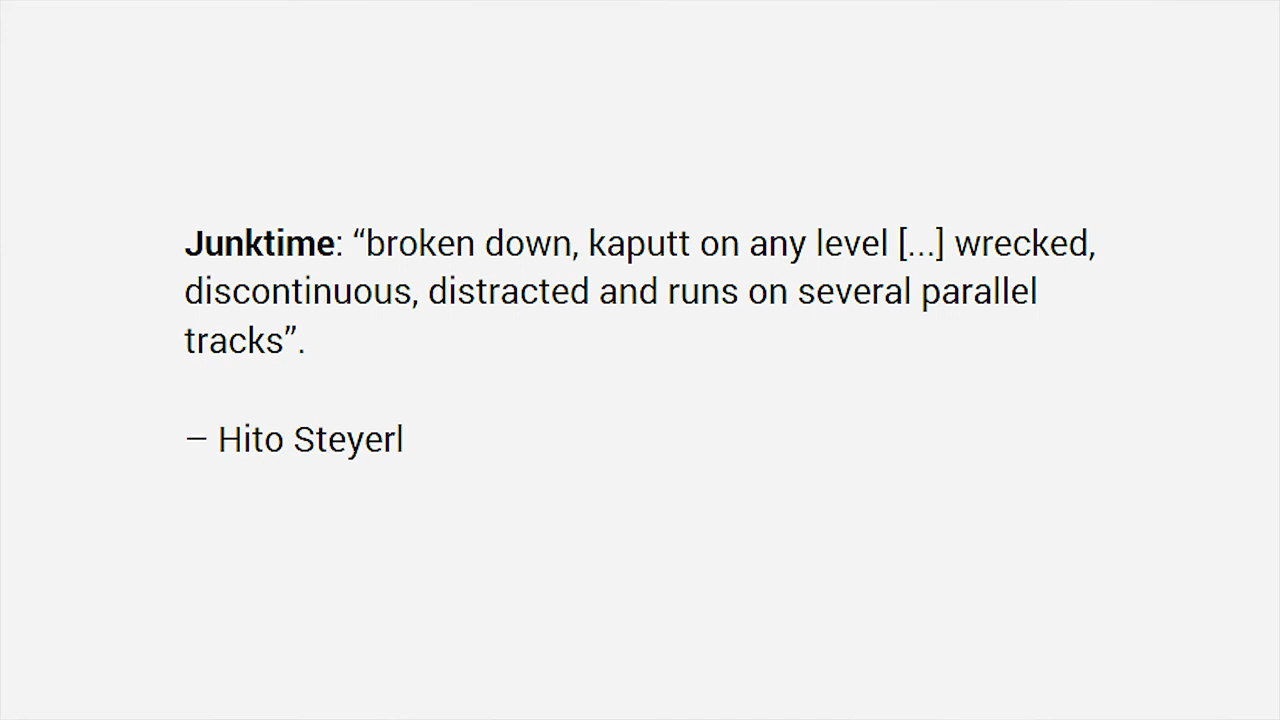 Junktime: “broken down, kaputt on any level [...] wrecked,
discontinuous, distracted and runs on several parallel
tracks”.
– Hito Steyerl